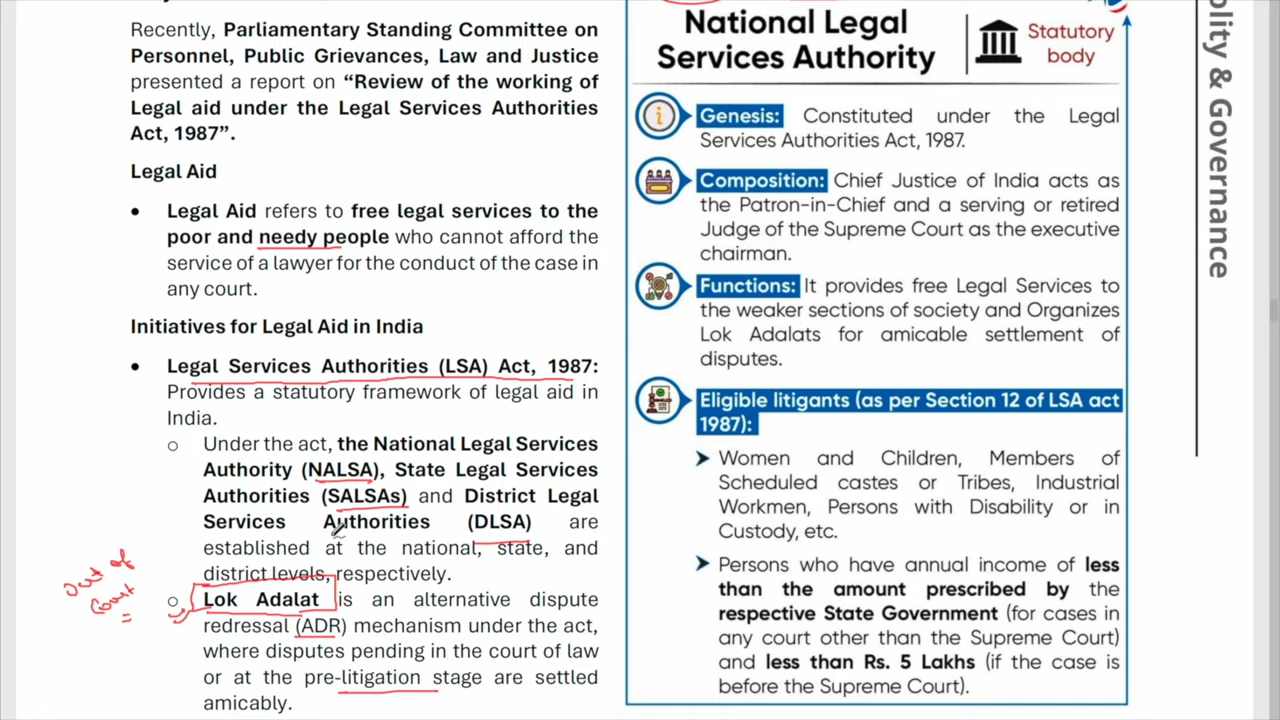 Recently, Parliamentary Standing Committee on
Personnel, Public Grievances, Law and Justice
presented a report on “Review of the working of
Legal aid under the Legal Services Authorities
Act, 1987”.
Legal Aid
• Legal Aid refers to free legal services to the
poor and needy people who cannot afford the
service of a lawyer for the conduct of the case in
any court.
Initiatives for Legal Aid in India
• Legal Services Authorities (LSA) Act, 1987:
Provides a statutory framework of legal aid in
India.
o Under the act, the National Legal Services
Authority (NALSA), State Legal Services
Authorities (SALSAs) and District Legal
Services Authorities (DLSA) are
established at the national, state, and
district levels, respectively.
o Lok Adalat is an alternative dispute
redressal (ADR) mechanism under the act,
where disputes pending in the court of law
or at the pre-litigation stage are settled
amicably.
Out of
Court
National Legal
Services Authority
Statutory
body
Genesis: Constituted under the Legal
Services Authorities Act, 1987.
Composition: Chief Justice of India acts as
the Patron-in-Chief and a serving or retired
Judge of the Supreme Court as the executive
chairman.
Functions: It provides free Legal Services to
the weaker sections of society and Organizes
Lok Adalats for amicable settlement of
disputes.
Eligible litigants (as per Section 12 of LSA act
1987):
Women and Children, Members of
Scheduled castes or Tribes, Industrial
Workmen, Persons with Disability or in
Custody, etc.
Persons who have annual income of less
than the amount prescribed by the
respective State Government (for cases in
any court other than the Supreme Court)
and less than Rs. 5 Lakhs (if the case is
before the Supreme Court).
olity & Governance